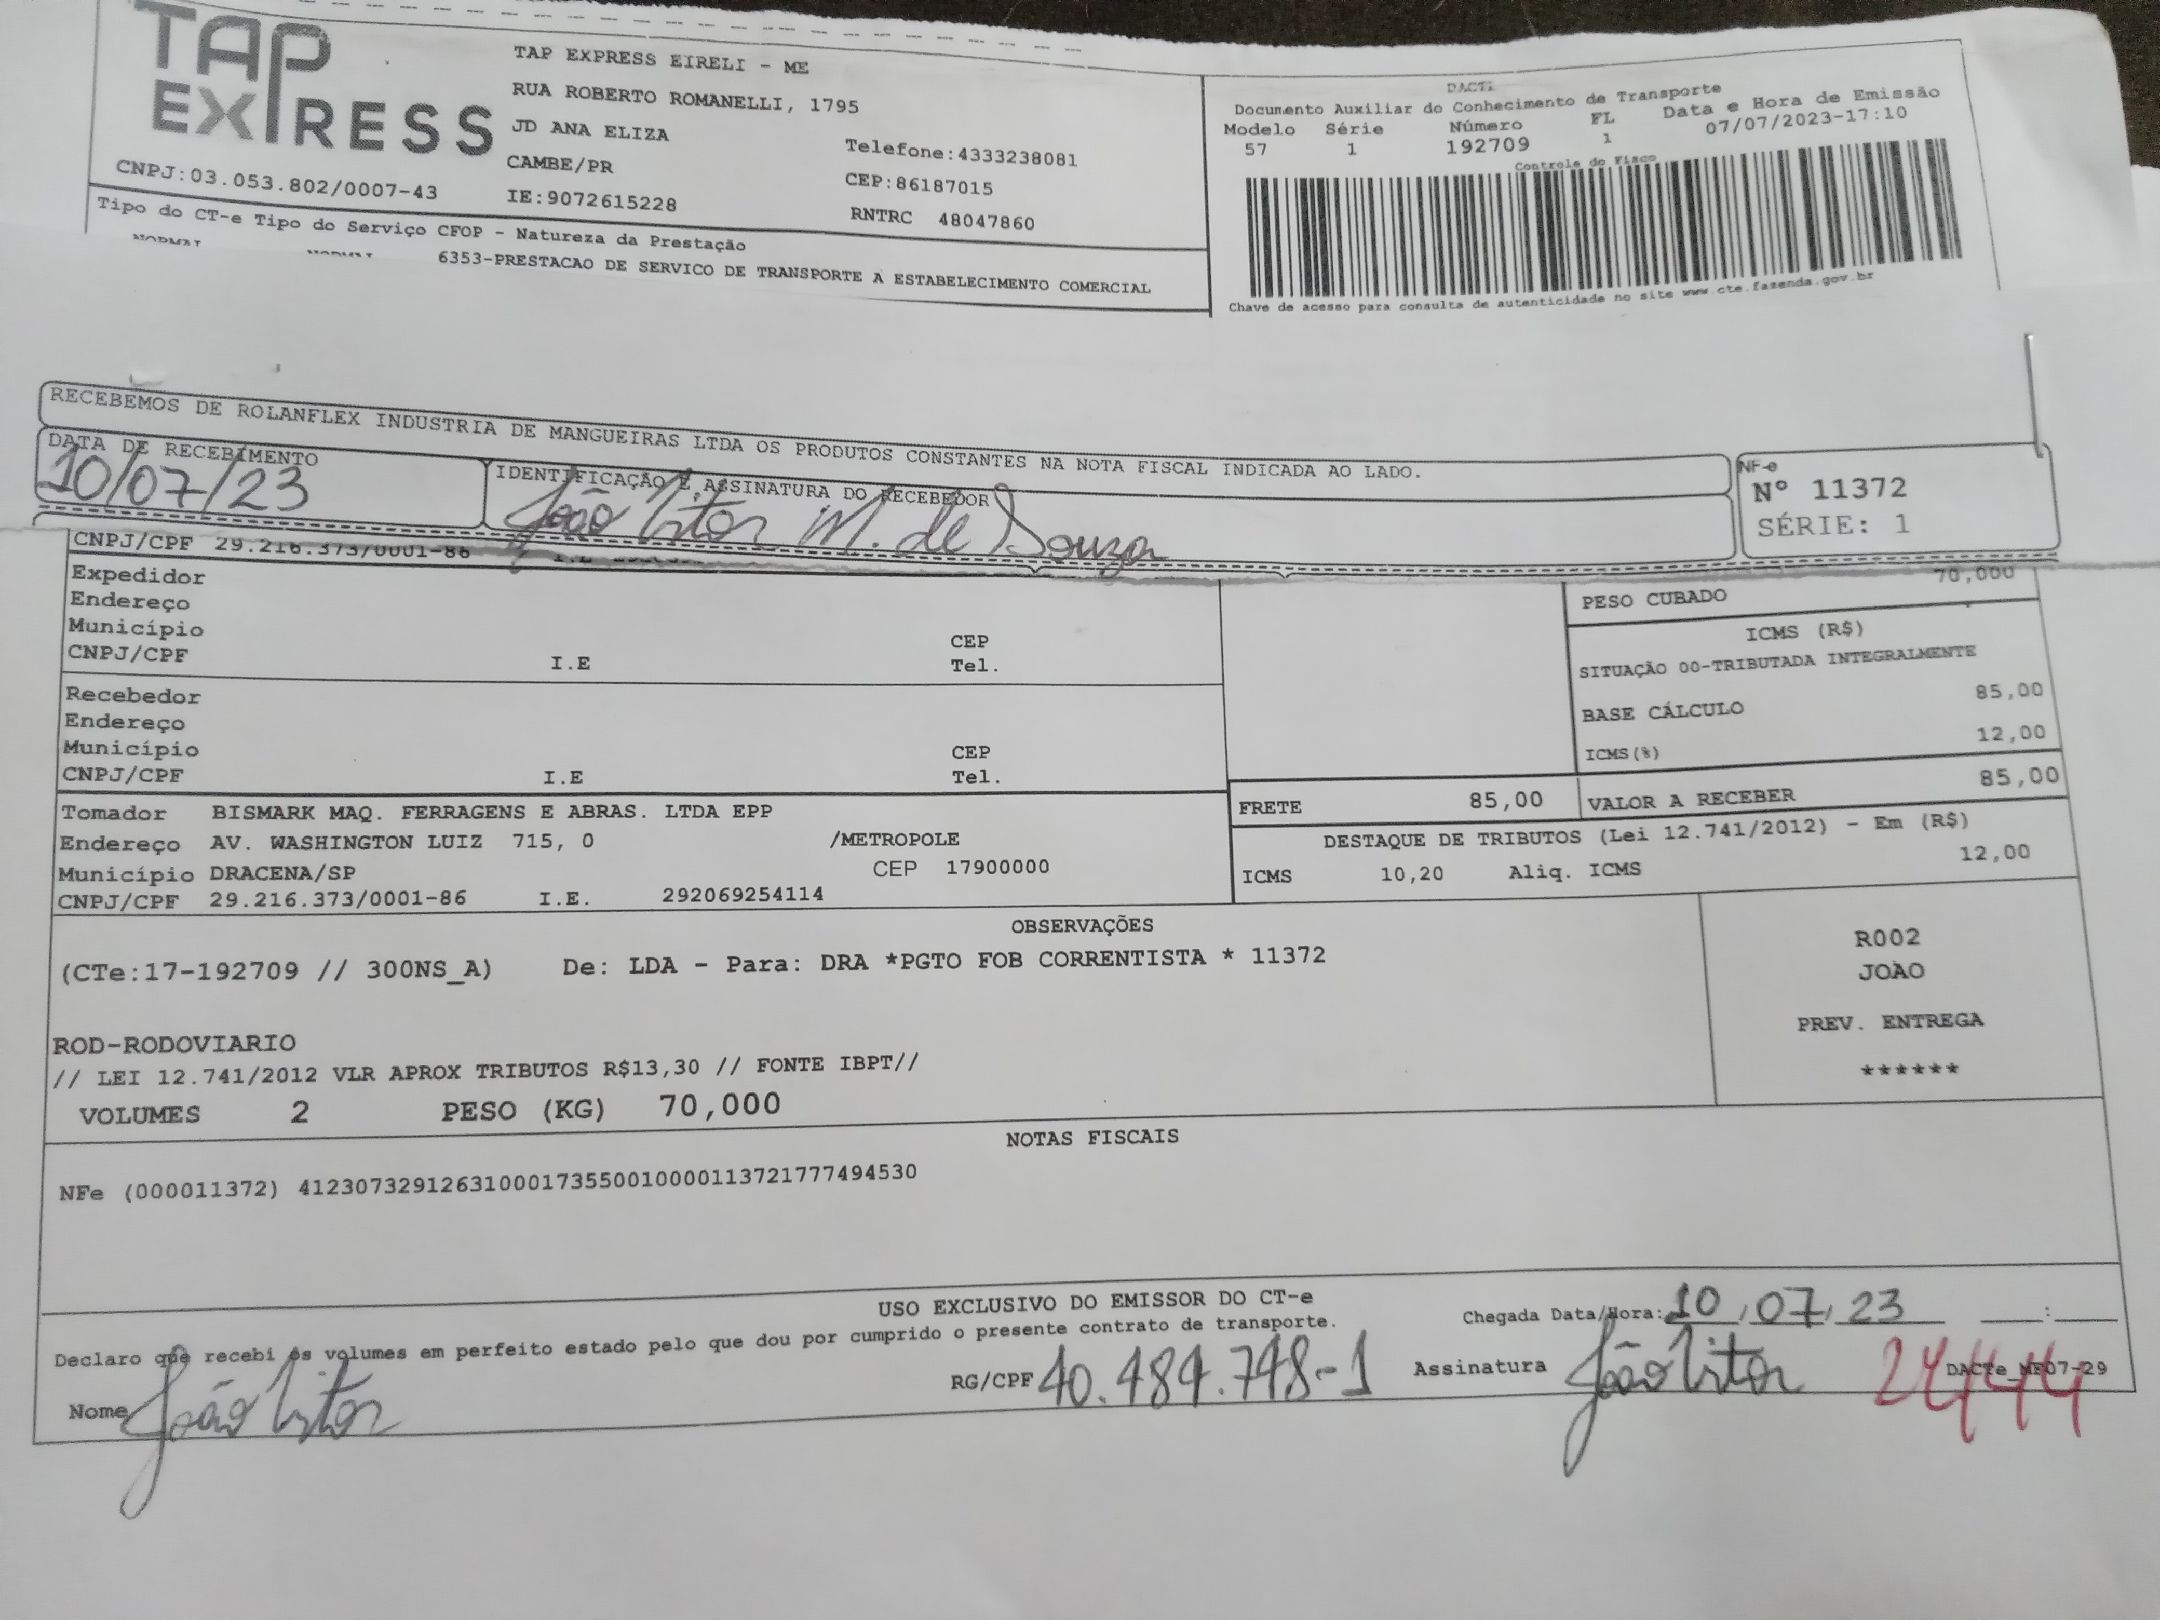 TAP
EXPRESS
TAP EXPRESS EIRELI - ME
RUA ROBERTO ROMANELLI, 1795
JD ANA ELIZA
Telefone:4333238081
CAMBE/PR
CEP:86187015
CNPJ:03.053.802/0007-43
IE:9072615228
RNTRC 48047860
DACTE
Documento Auxiliar do Conhecimento de Transporte
Modelo Série Número FL Data e Hora de Emissão
57 1 192709 1 07/07/2023-17:10
Controle do Fisco
Chave de acesso para consulta de autenticidade no site www.cte.fazenda.gov.br
Tipo do CT-e Tipo do Serviço CFOP - Natureza da Prestação
NORMAL NORMAL 6353-PRESTACAO DE SERVICO DE TRANSPORTE A ESTABELECIMENTO COMERCIAL
RECEBEMOS DE ROLANFLEX INDUSTRIA DE MANGUEIRAS LTDA OS PRODUTOS CONSTANTES NA NOTA FISCAL INDICADA AO LADO.
DATA DE RECEBIMENTO
10/07/23
IDENTIFICAÇÃO E ASSINATURA DO RECEBEDOR
João Vitor M. de Souza
NF-e
Nº 11372
SÉRIE: 1
CNPJ/CPF 29.216.373/0001-86 I.E
70,000
Expedidor
Endereço
Município CEP
CNPJ/CPF I.E Tel.
PESO CUBADO
ICMS (R$)
SITUAÇÃO 00-TRIBUTADA INTEGRALMENTE
BASE CÁLCULO 85,00
ICMS(%) 12,00
Recebedor
Endereço
Município CEP
CNPJ/CPF I.E Tel.
FRETE 85,00 VALOR A RECEBER 85,00
Tomador BISMARK MAQ. FERRAGENS E ABRAS. LTDA EPP
Endereço AV. WASHINGTON LUIZ 715, 0 /METROPOLE
Município DRACENA/SP CEP 17900000
CNPJ/CPF 29.216.373/0001-86 I.E. 292069254114
DESTAQUE DE TRIBUTOS (Lei 12.741/2012) - Em (R$)
ICMS 10,20 Aliq. ICMS 12,00
OBSERVAÇÕES
(CTe:17-192709 // 300NS_A) De: LDA - Para: DRA *PGTO FOB CORRENTISTA * 11372
R002
JOÃO
PREV. ENTREGA
******
ROD-RODOVIARIO
// LEI 12.741/2012 VLR APROX TRIBUTOS R$13,30 // FONTE IBPT//
VOLUMES 2 PESO (KG) 70,000
NOTAS FISCAIS
NFe (000011372) 41230732912631000173550010000113721777494530
USO EXCLUSIVO DO EMISSOR DO CT-e
Declaro que recebi os volumes em perfeito estado pelo que dou por cumprido o presente contrato de transporte.
Chegada Data/Hora: 10/07/23 :
Nome João Vitor
RG/CPF 40.484.748-1
Assinatura João Vitor
DACTe_NF07-29
24444